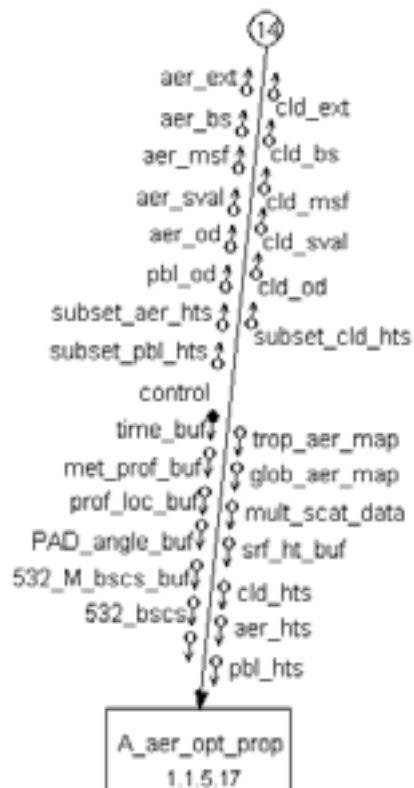 14
aer_ext
cld_ext
aer_bs
cld_bs
aer_msf
cld_msf
aer_sval
cld_sval
aer_od
cld_od
pbl_od
subset_aer_hts
subset_cld_hts
subset_pbl_hts
control
time_buf
trop_aer_map
met_prof_buf
glob_aer_map
prof_loc_buf
mult_scat_data
PAD_angle_buf
srf_ht_buf
532_M_bscs_buf
cld_hts
532_bscs
aer_hts
pbl_hts
A_aer_opt_prop
1.1.5.17